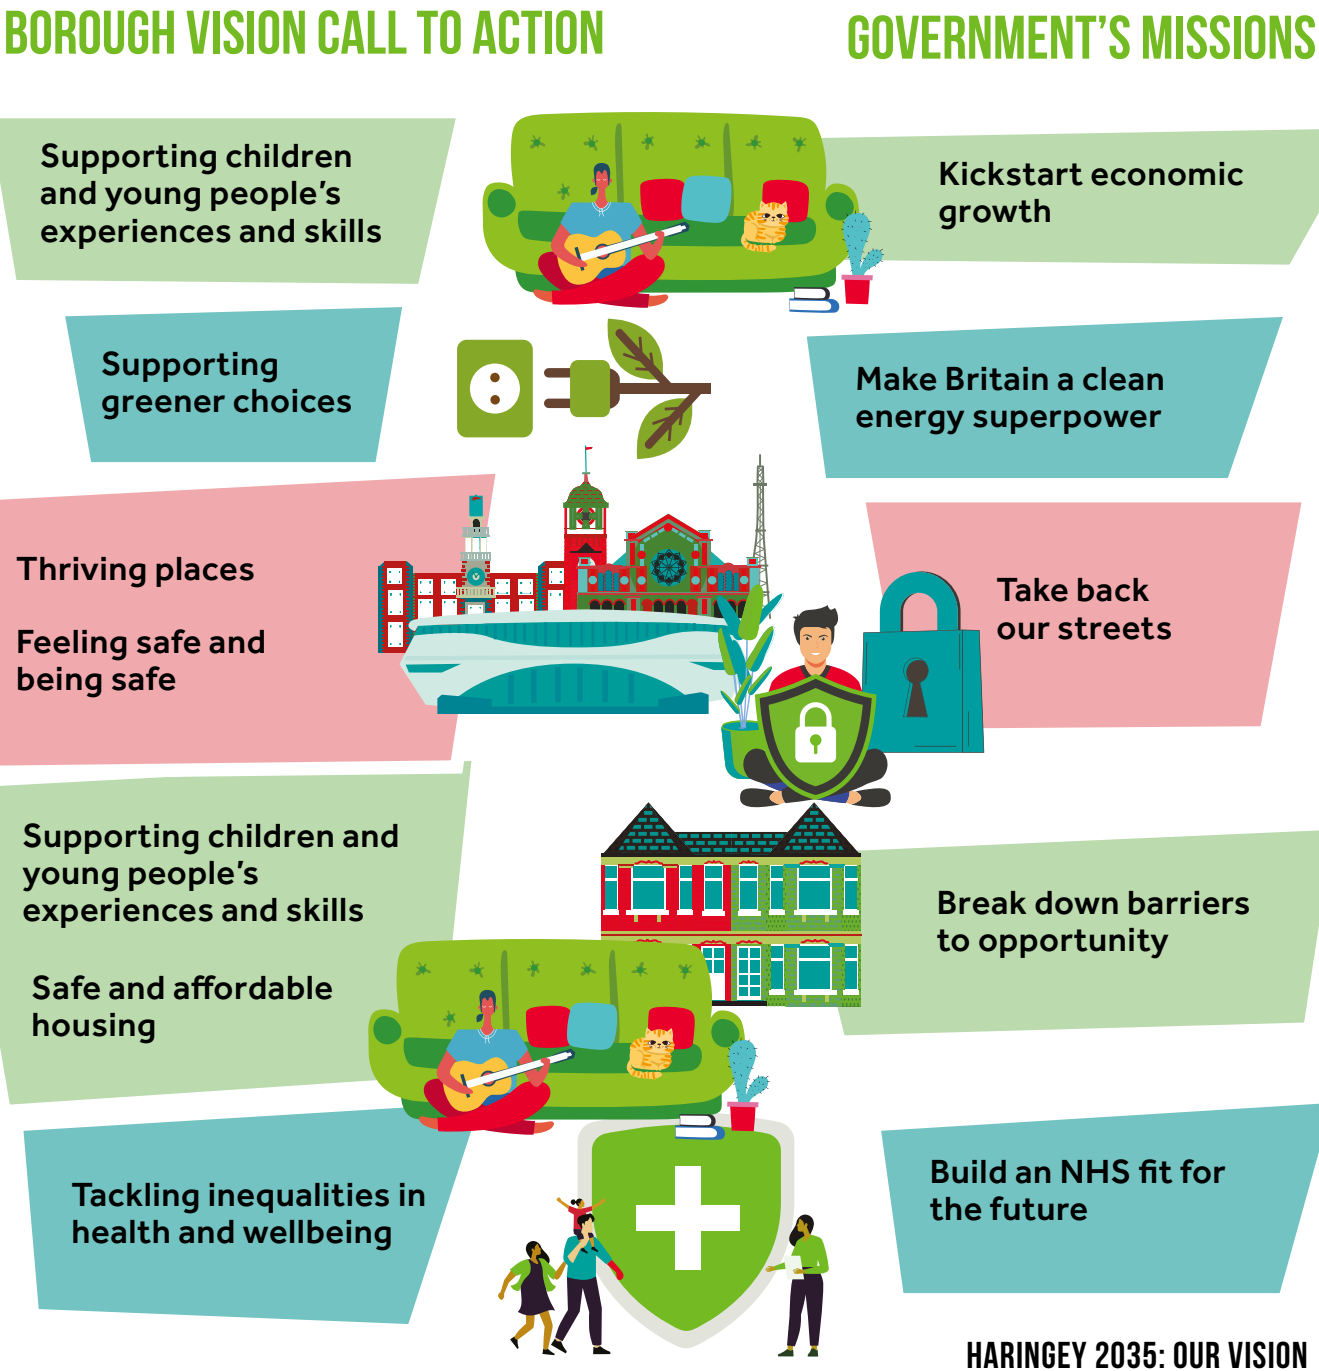 BOROUGH VISION CALL TO ACTION
GOVERNMENT'S MISSIONS
Supporting children
and young people's
experiences and skills
Kickstart economic
growth
Supporting
greener choices
Make Britain a clean
energy superpower
Thriving places
Feeling safe and
being safe
Take back
our streets
Supporting children and
young people's
experiences and skills
Safe and affordable
housing
Break down barriers
to opportunity
Tackling inequalities in
health and wellbeing
Build an NHS fit for
the future
HARINGEY 2035: OUR VISION